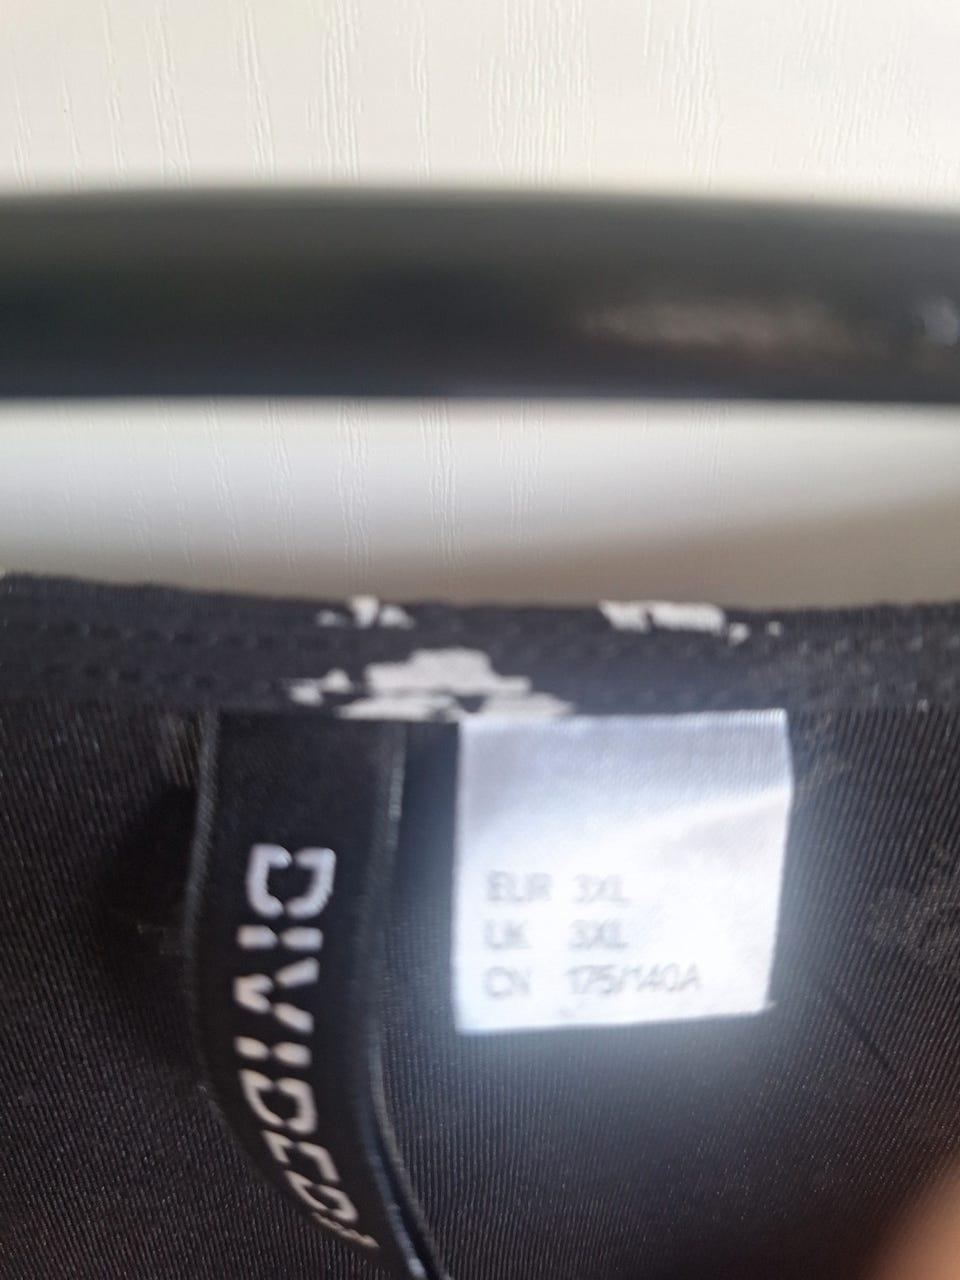 DIVIDED
EUR 3XL
UK 3XL
CN 175/140A